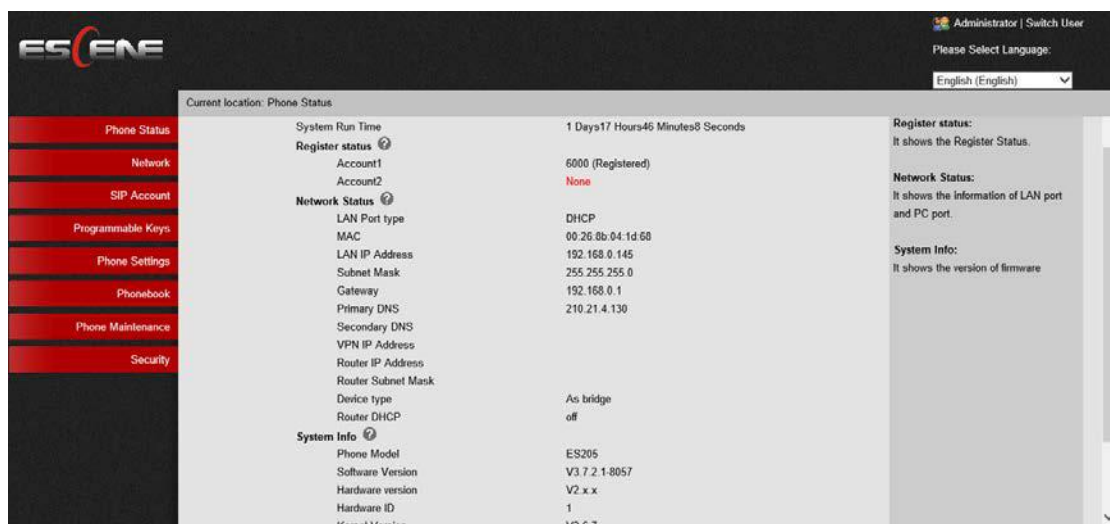 ESCENE
Administrator | Switch User
Please Select Language:
English (English)
Current location: Phone Status
Phone Status
Network
SIP Account
Programmable Keys
Phone Settings
Phonebook
Phone Maintenance
Security
System Run Time 1 Days17 Hours46 Minutes8 Seconds
Register status ?
Account1 6000 (Registered)
Account2 None
Network Status ?
LAN Port type DHCP
MAC 00:26:8b:04:1d:68
LAN IP Address 192.168.0.145
Subnet Mask 255.255.255.0
Gateway 192.168.0.1
Primary DNS 210.21.4.130
Secondary DNS
VPN IP Address
Router IP Address
Router Subnet Mask
Device type As bridge
Router DHCP off
System Info ?
Phone Model ES205
Software Version V3.7.2.1-8057
Hardware version V2.x.x
Hardware ID 1
Register status:
It shows the Register Status.
Network Status:
It shows the information of LAN port
and PC port.
System Info:
It shows the version of firmware